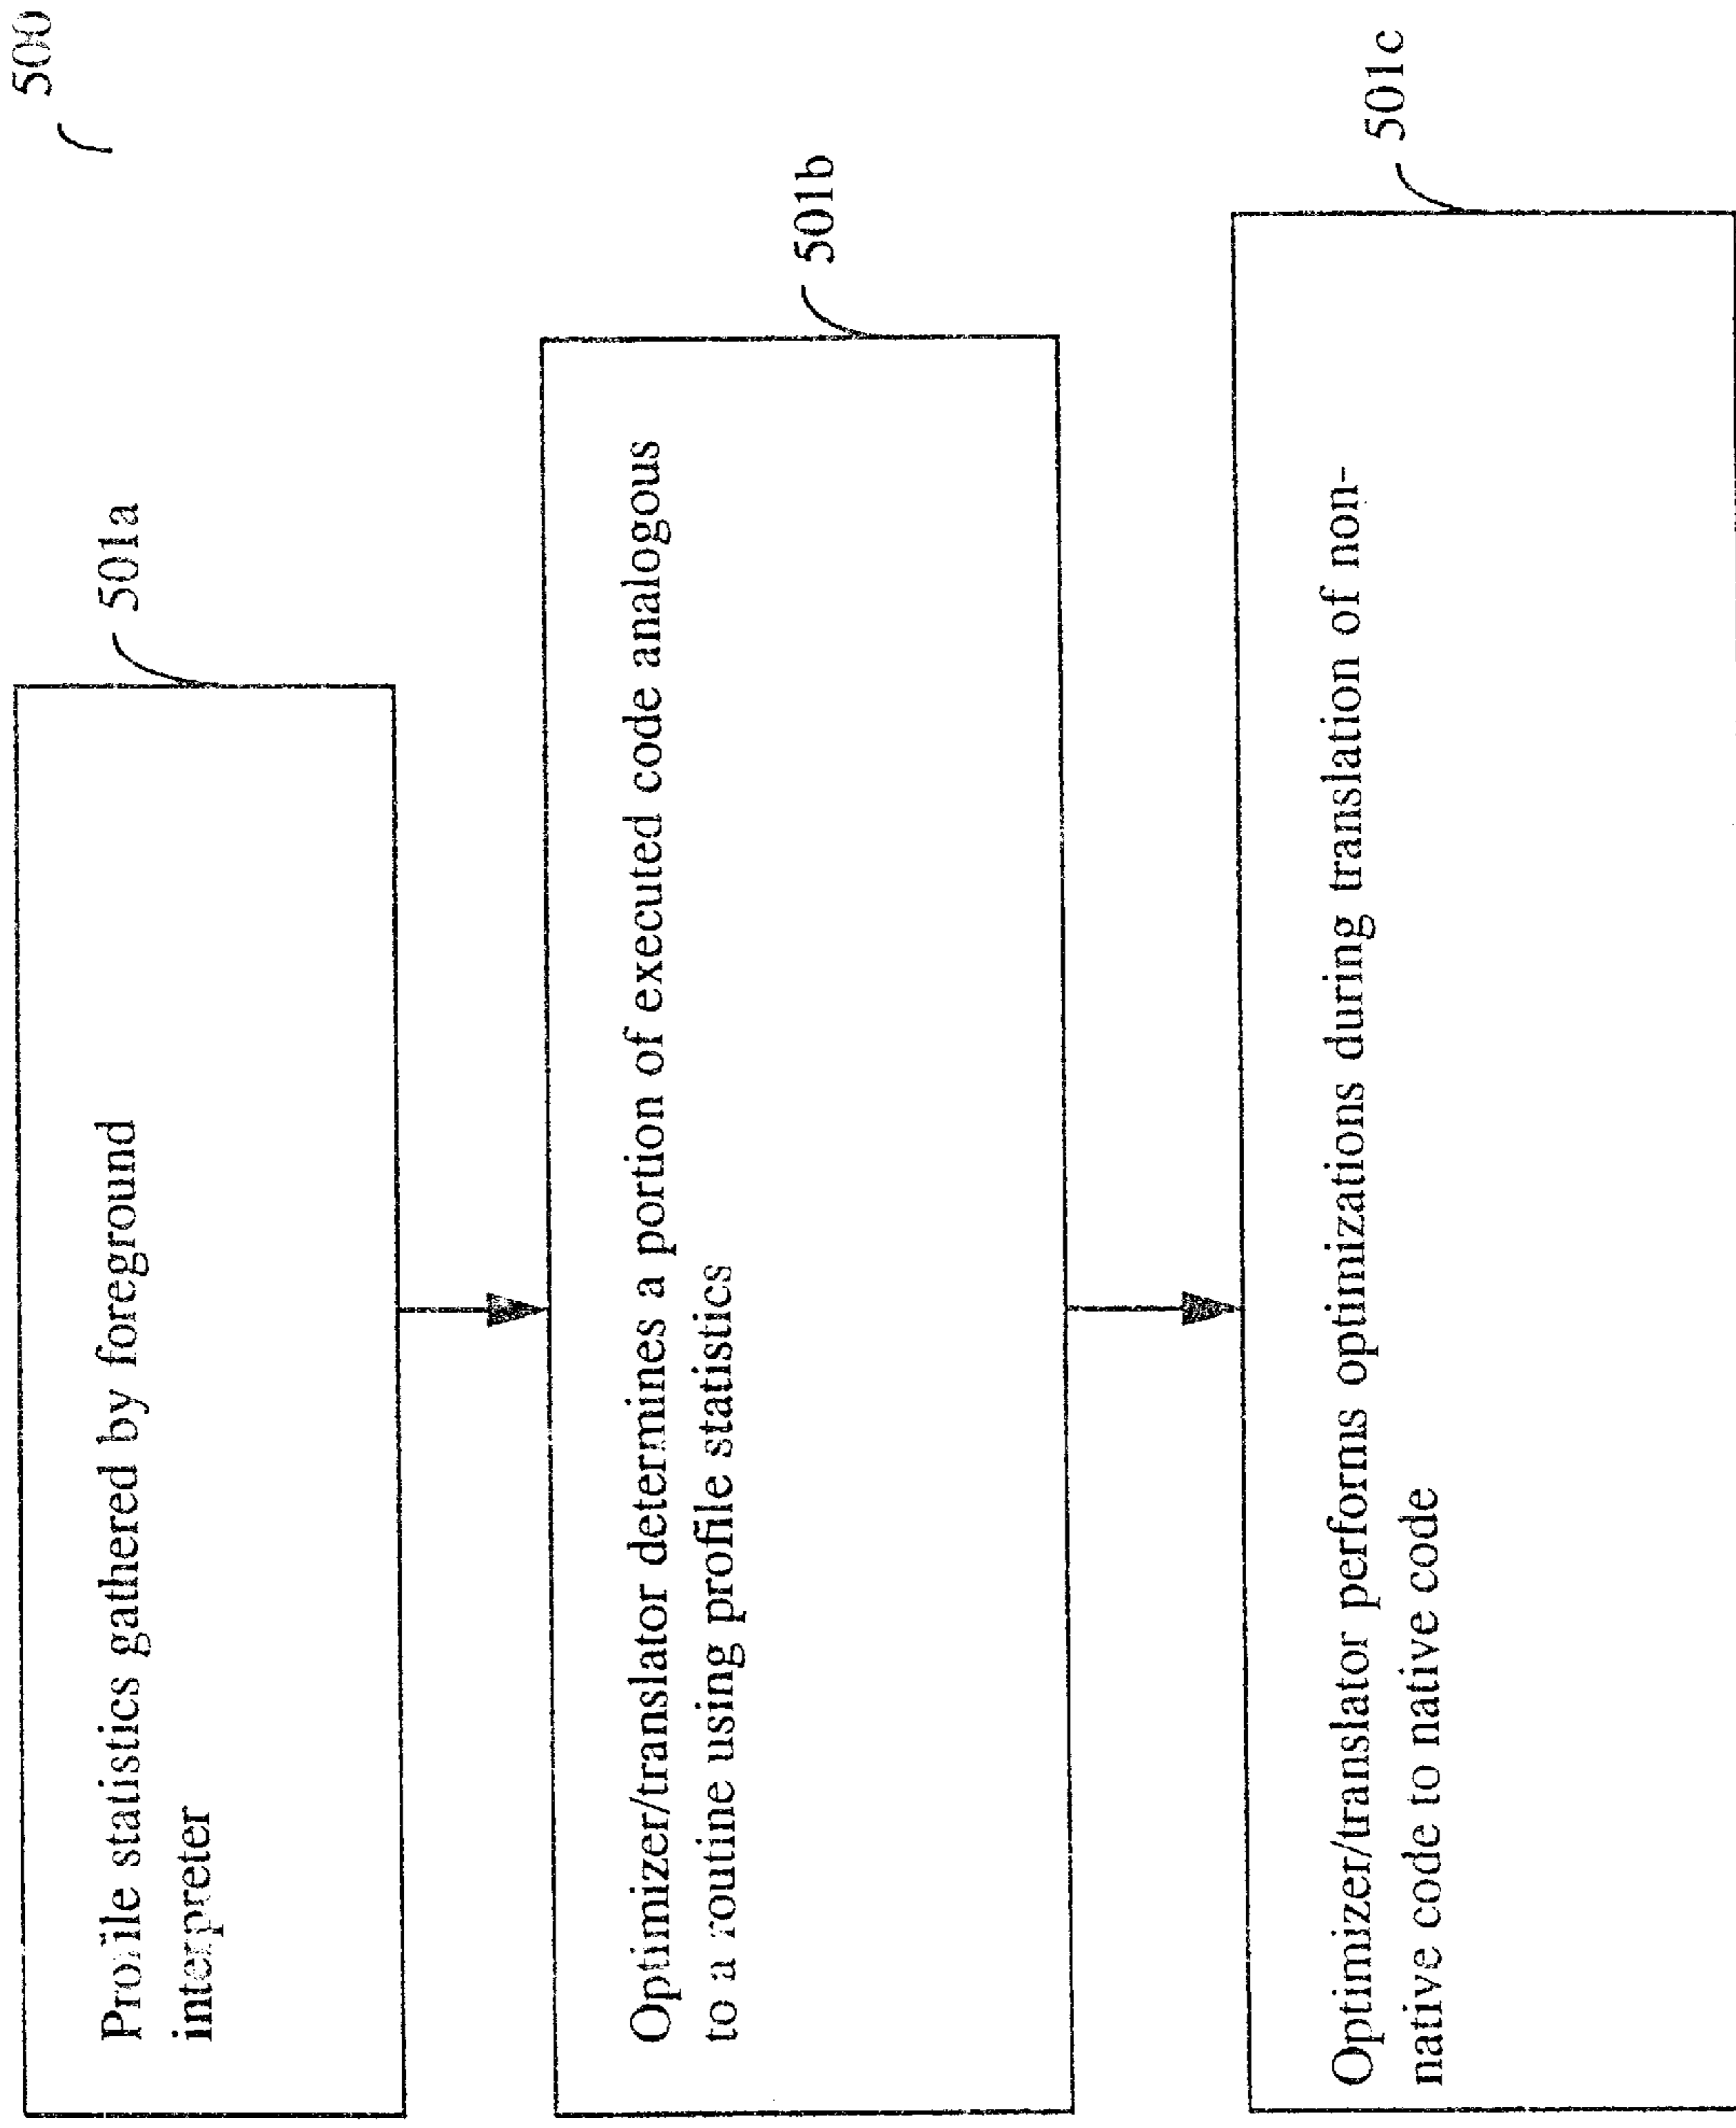 500
501a
Profile statistics gathered by foreground
interpreter
501b
Optimizer/translator determines a portion of executed code analogous
to a routine using profile statistics
501c
Optimizer/translator performs optimizations during translation of non-
native code to native code